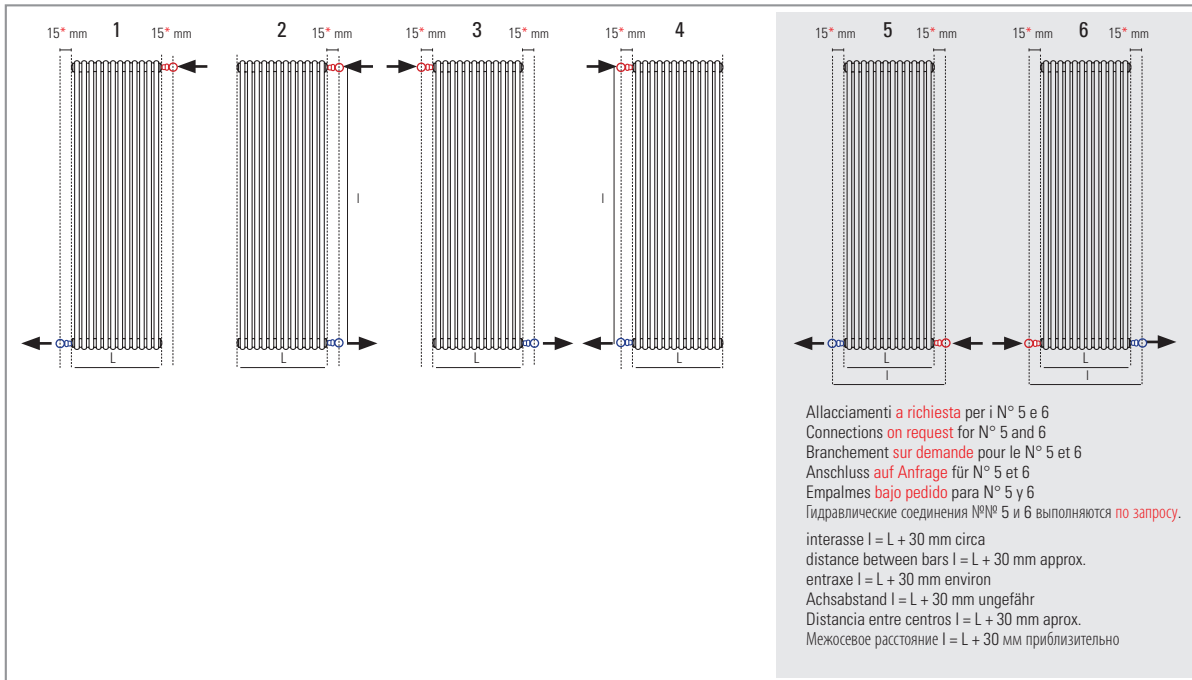 1 2 3 4 5 6
15* mm 15* mm 15* mm 15* mm 15* mm 15* mm 15* mm 15* mm 15* mm 15* mm
I I
L L L L L L
I I
Allacciamenti a richiesta per i N° 5 e 6
Connections on request for N° 5 and 6
Branchement sur demande pour le N° 5 et 6
Anschluss auf Anfrage für N° 5 et 6
Empalmes bajo pedido para N° 5 y 6
Гидравлические соединения №№ 5 и 6 выполняются по запросу.
interasse I = L + 30 mm circa
distance between bars I = L + 30 mm approx.
entraxe I = L + 30 mm environ
Achsabstand I = L + 30 mm ungefähr
Distancia entre centros I = L + 30 mm aprox.
Межосевое расстояние I = L + 30 мм приблизительно